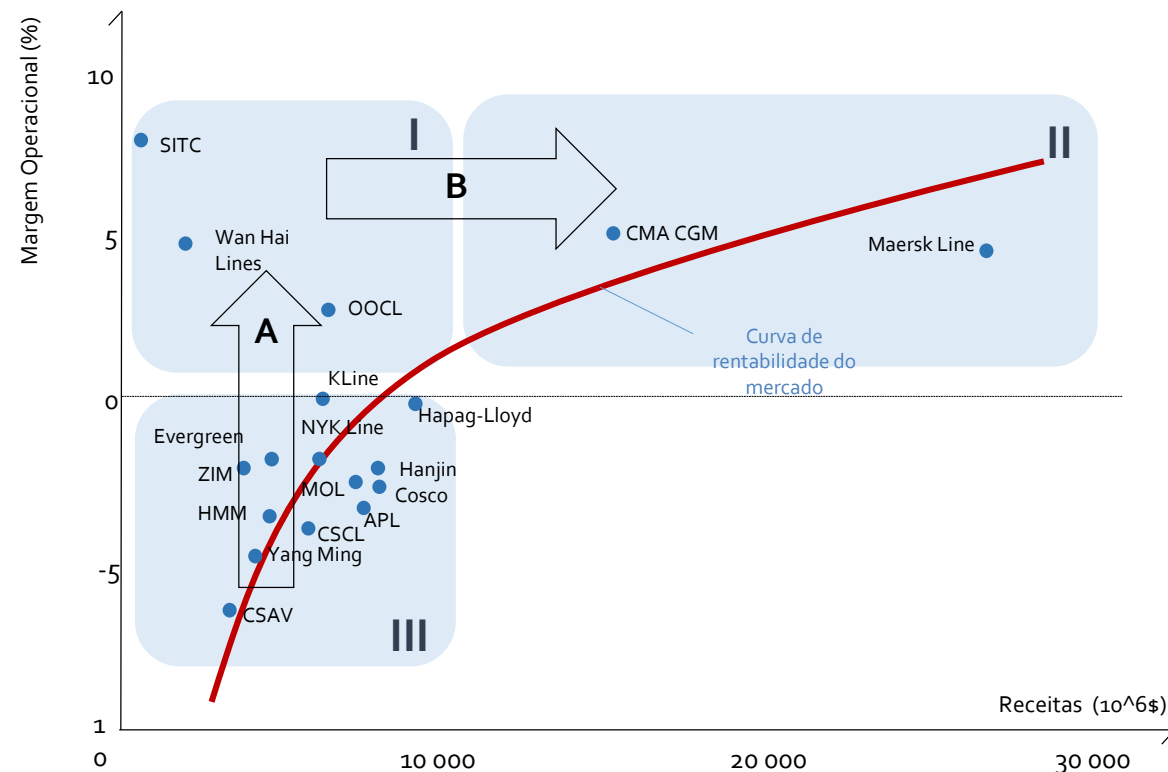 Margem Operacional (%)
10
I
II
SITC
B
Wan Hai
Lines
5
CMA CGM
Maersk Line
OOCL
A
Curva de
rentabilidade do
mercado
KLine
0
Hapag-Lloyd
NYK Line
Evergreen
ZIM
Hanjin
MOL
Cosco
HMM
APL
CSCL
Yang Ming
-5
CSAV
III
Receitas (10^6$)
1
0
10 000
20 000
30 000